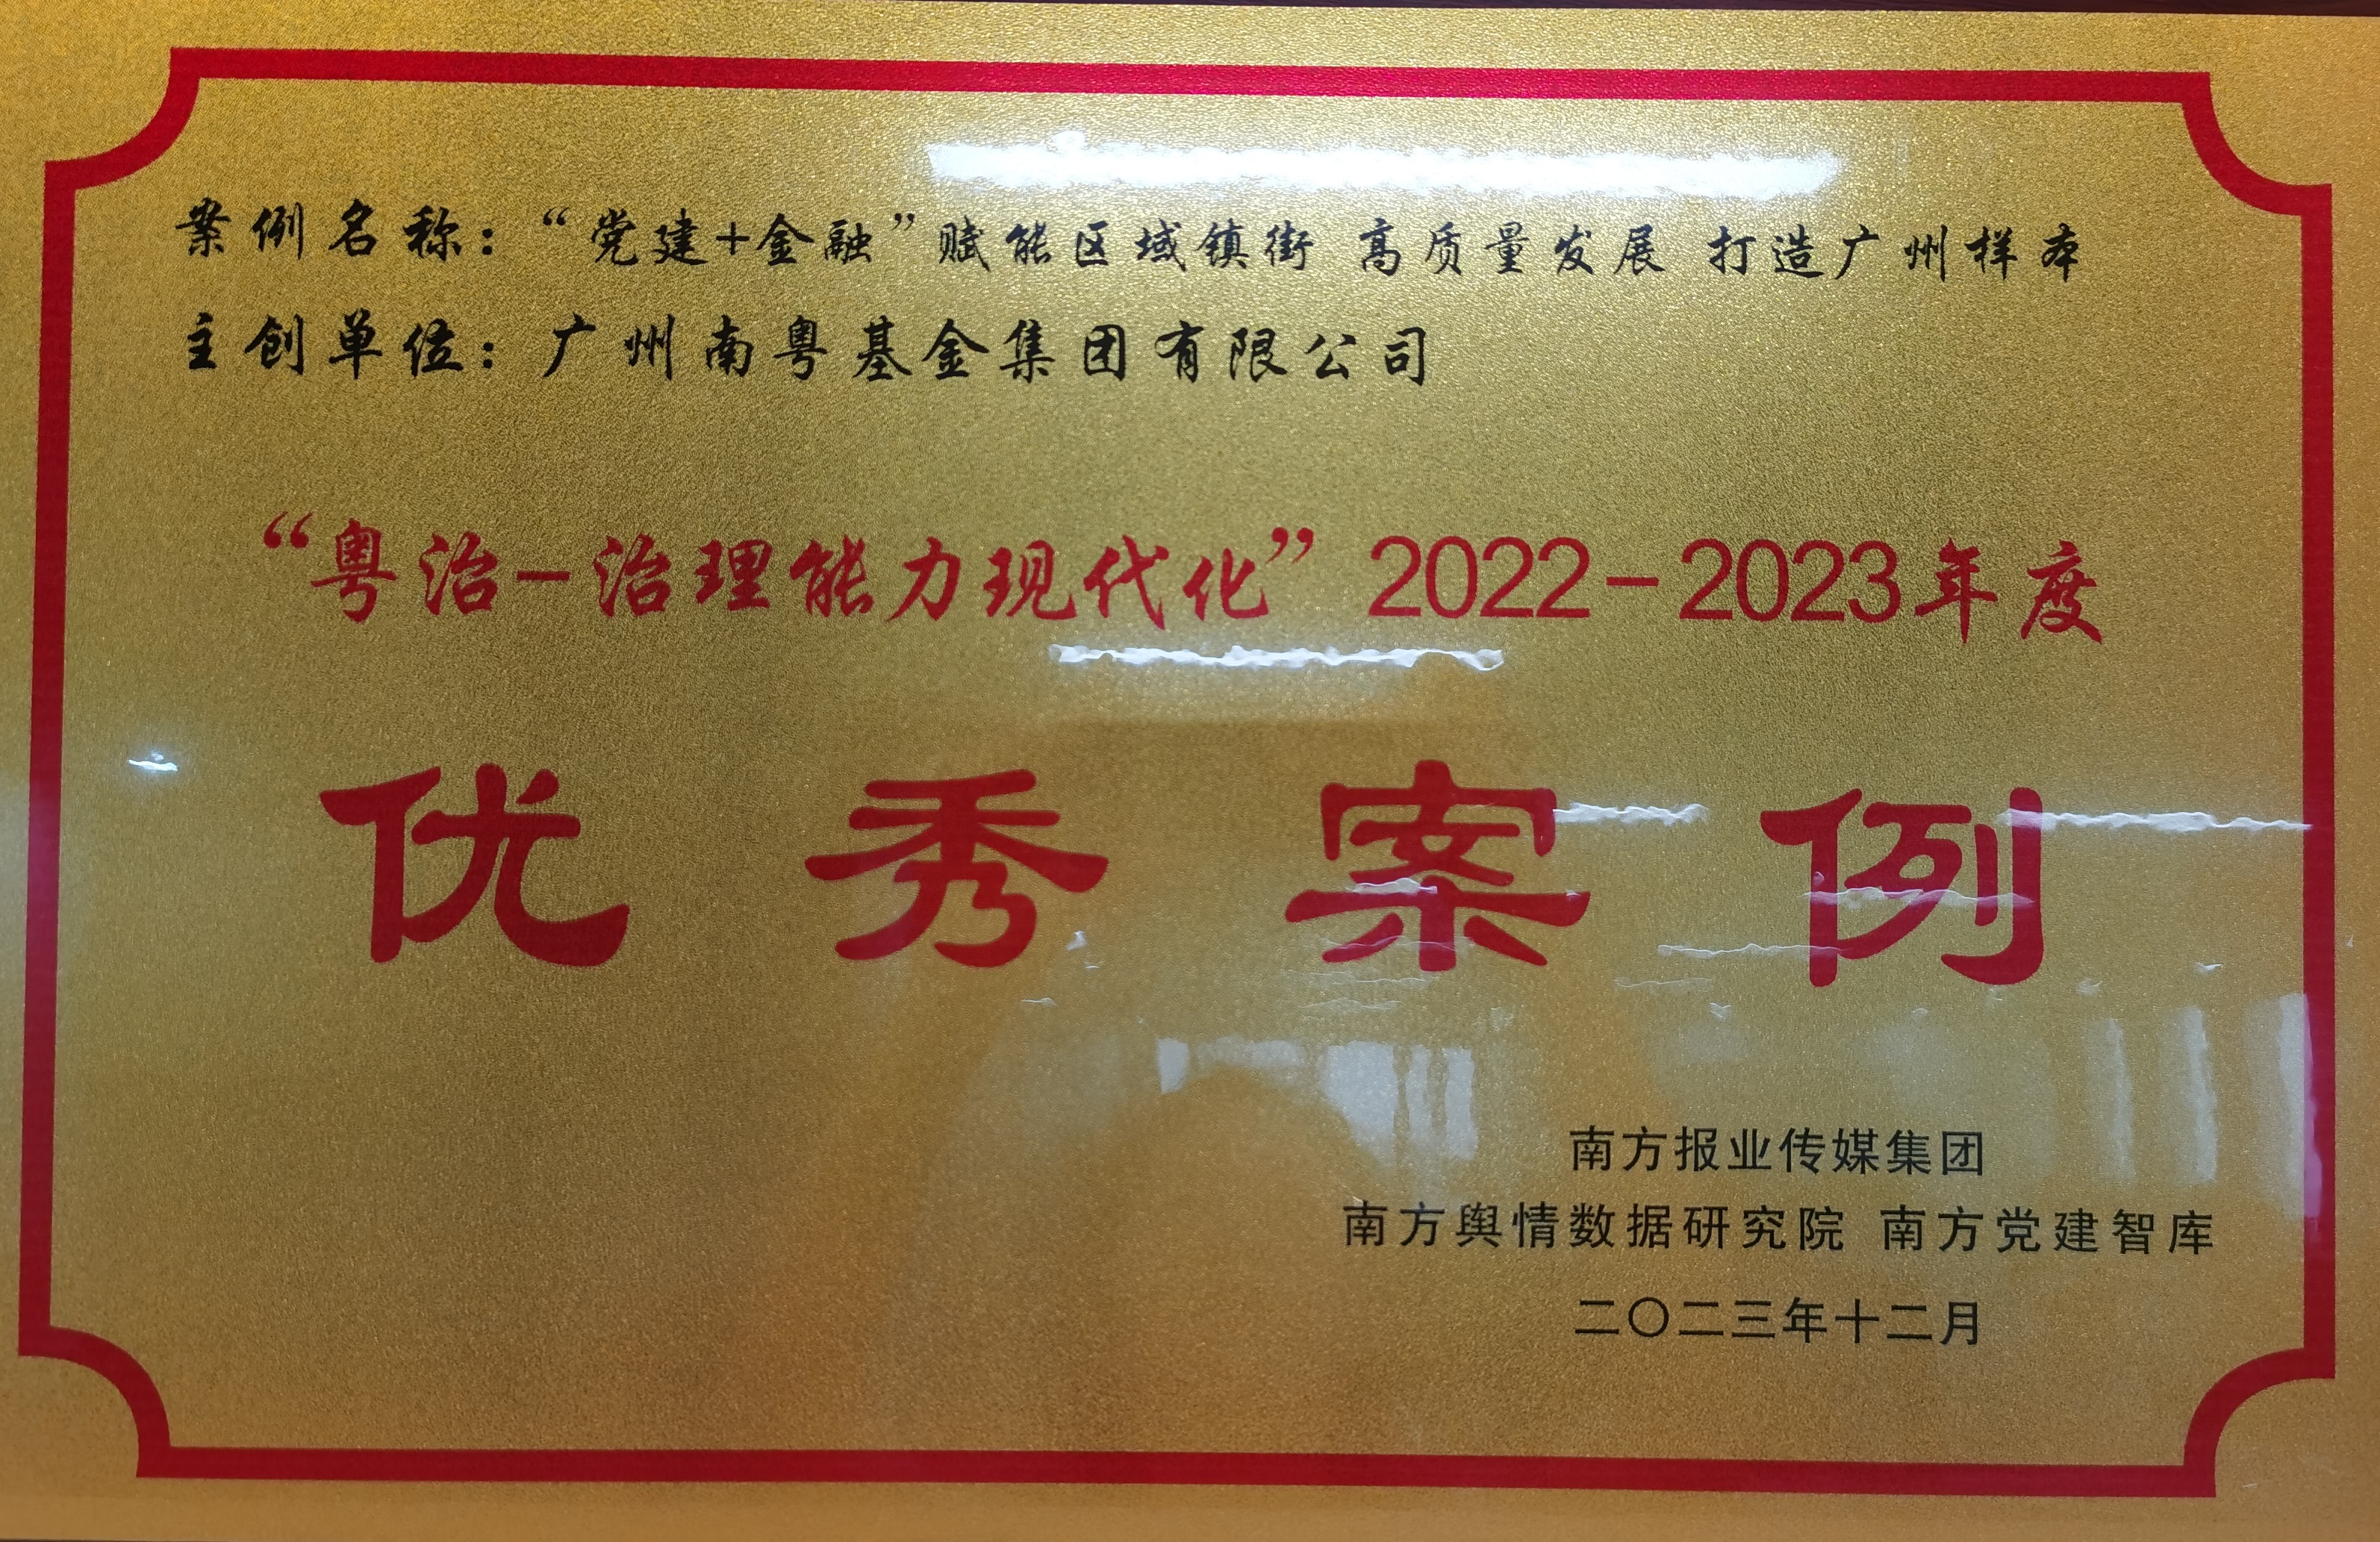 案例名称：“党建+金融”赋能区域镇街 高质量发展 打造广州样本
主创单位：广州南粤基金集团有限公司
“粤治-治理能力现代化”2022-2023年度
优秀案例
南方报业传媒集团
南方舆情数据研究院 南方党建智库
二〇二三年十二月